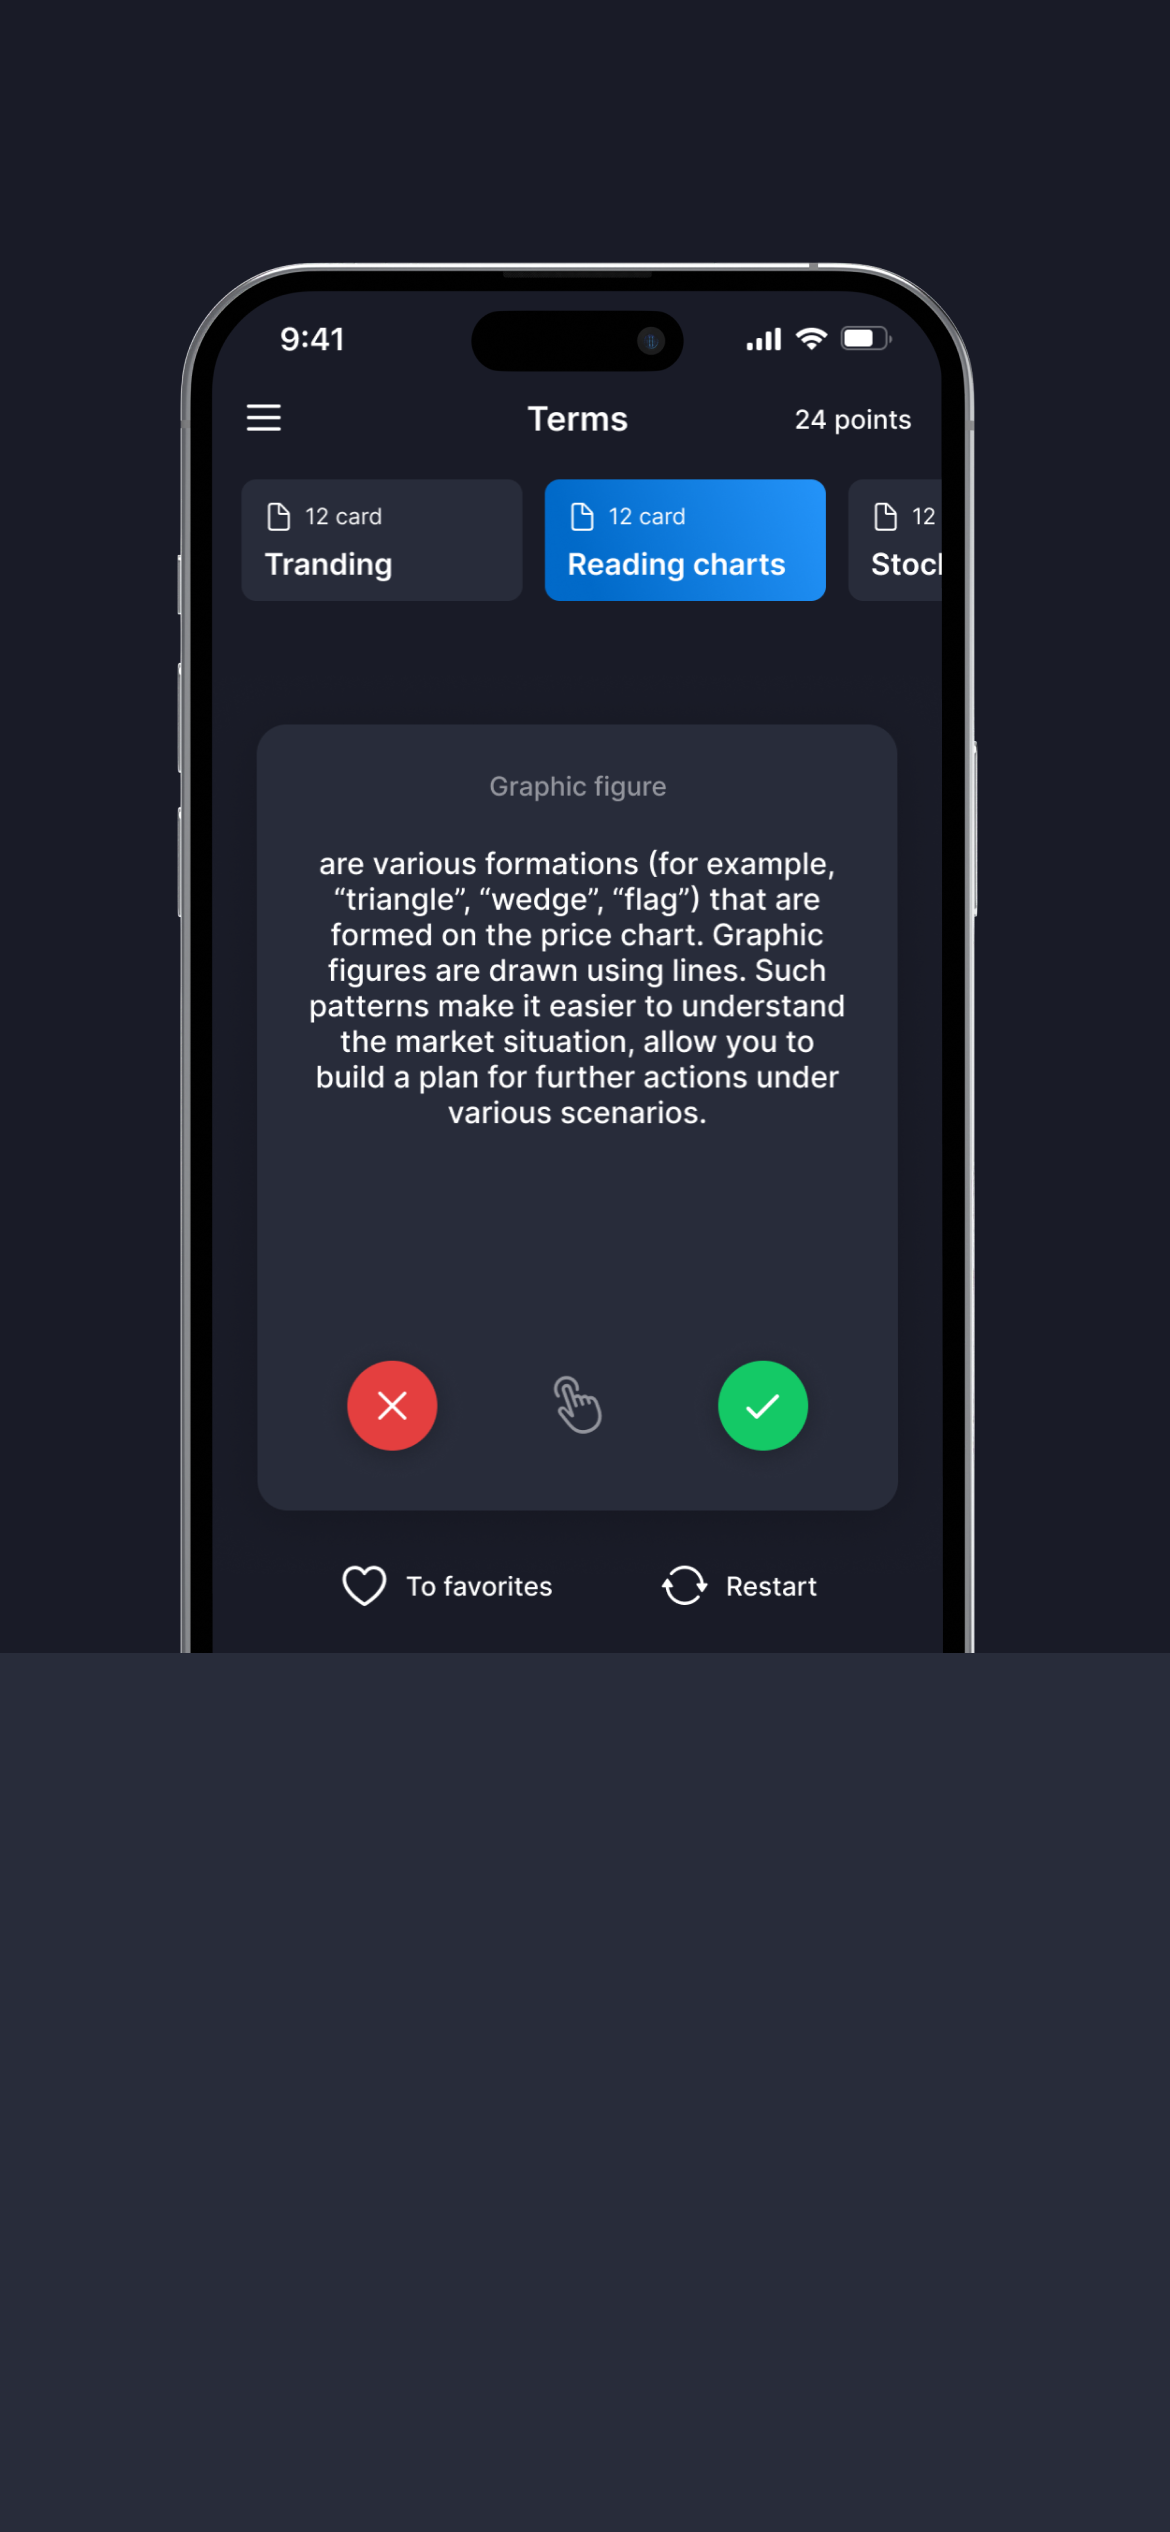 9:41
Terms
24 points
12 card
Tranding
12 card
Reading charts
12
Graphic figure
are various formations (for example,
“triangle”, “wedge”, “flag”) that are
formed on the price chart. Graphic
figures are drawn using lines. Such
patterns make it easier to understand
the market situation, allow you to
build a plan for further actions under
various scenarios.
To favorites
Restart